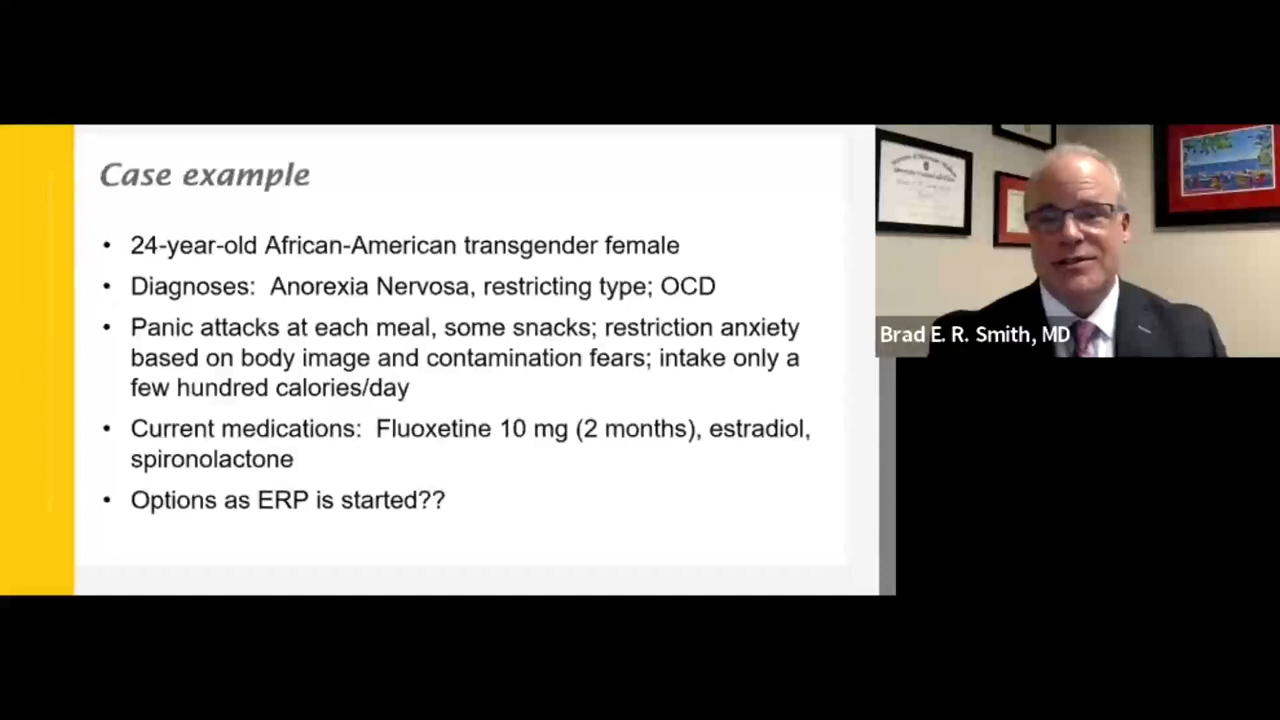 Case example
• 24-year-old African-American transgender female
• Diagnoses: Anorexia Nervosa, restricting type; OCD
• Panic attacks at each meal, some snacks; restriction anxiety
based on body image and contamination fears; intake only a
few hundred calories/day
• Current medications: Fluoxetine 10 mg (2 months), estradiol,
spironolactone
• Options as ERP is started??
Brad E. R. Smith, MD